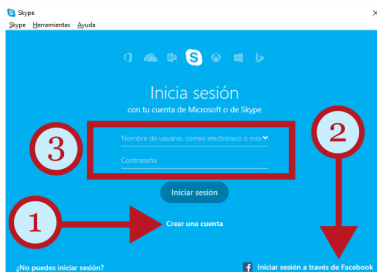 Skype
Skype Herramientas Ayuda
Inicia sesión
con tu cuenta de Microsoft o de Skype
3
Nombre de usuario, correo electrónico o mó
2
Contraseña
Iniciar sesión
1
Crear una cuenta
¿No puedes iniciar sesión?
Iniciar sesión a través de Facebook